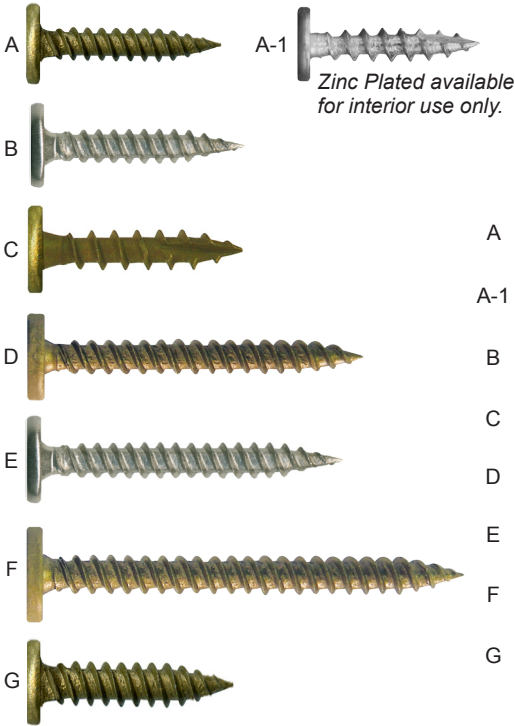 A
A-1
Zinc Plated available
for interior use only.
B
C
D
E
F
G
A
A-1
B
C
D
E
F
G